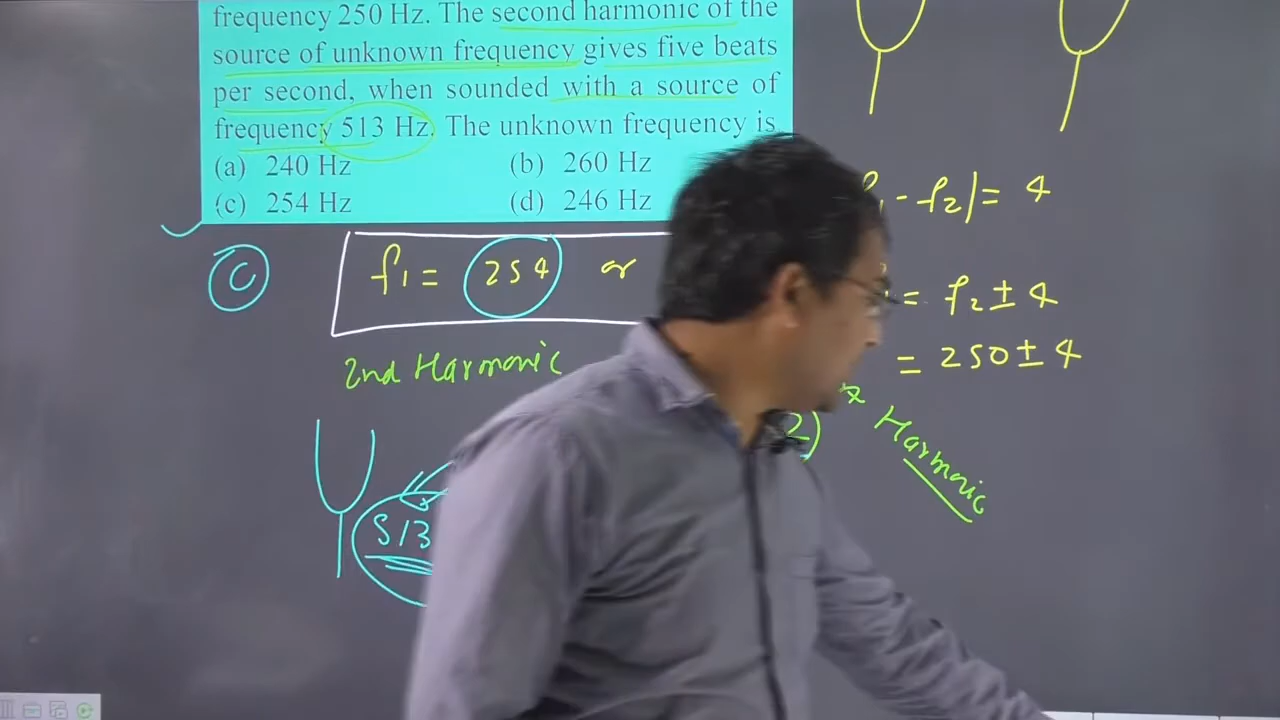 frequency 250 Hz. The second harmonic of the
source of unknown frequency gives five beats
per second, when sounded with a source of
frequency 513 Hz. The unknown frequency is
(a) 240 Hz (b) 260 Hz
(c) 254 Hz (d) 246 Hz
- f2| = 4
C
f1 = 254 or
= f2 ± 4
= 250 ± 4
2nd Harmonic
2)
Harmonic
513